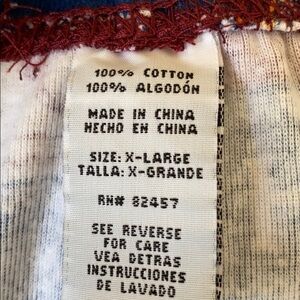 100% COTTON
100% ALGODÓN
MADE IN CHINA
HECHO EN CHINA
SIZE: X-LARGE
TALLA: X-GRANDE
RN# 82457
SEE REVERSE
FOR CARE
VEA DETRAS
INSTRUCCIONES
DE LAVADO